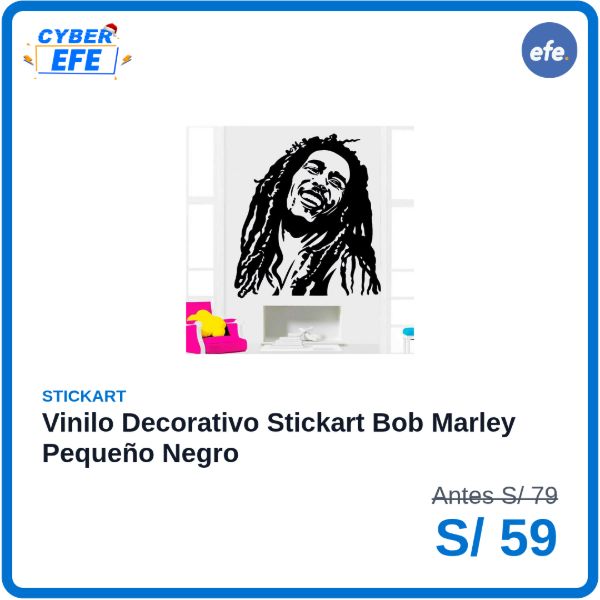 CYBER
EFE
efe.
STICKART
Vinilo Decorativo Stickart Bob Marley
Pequeño Negro
Antes S/ 79
S/ 59